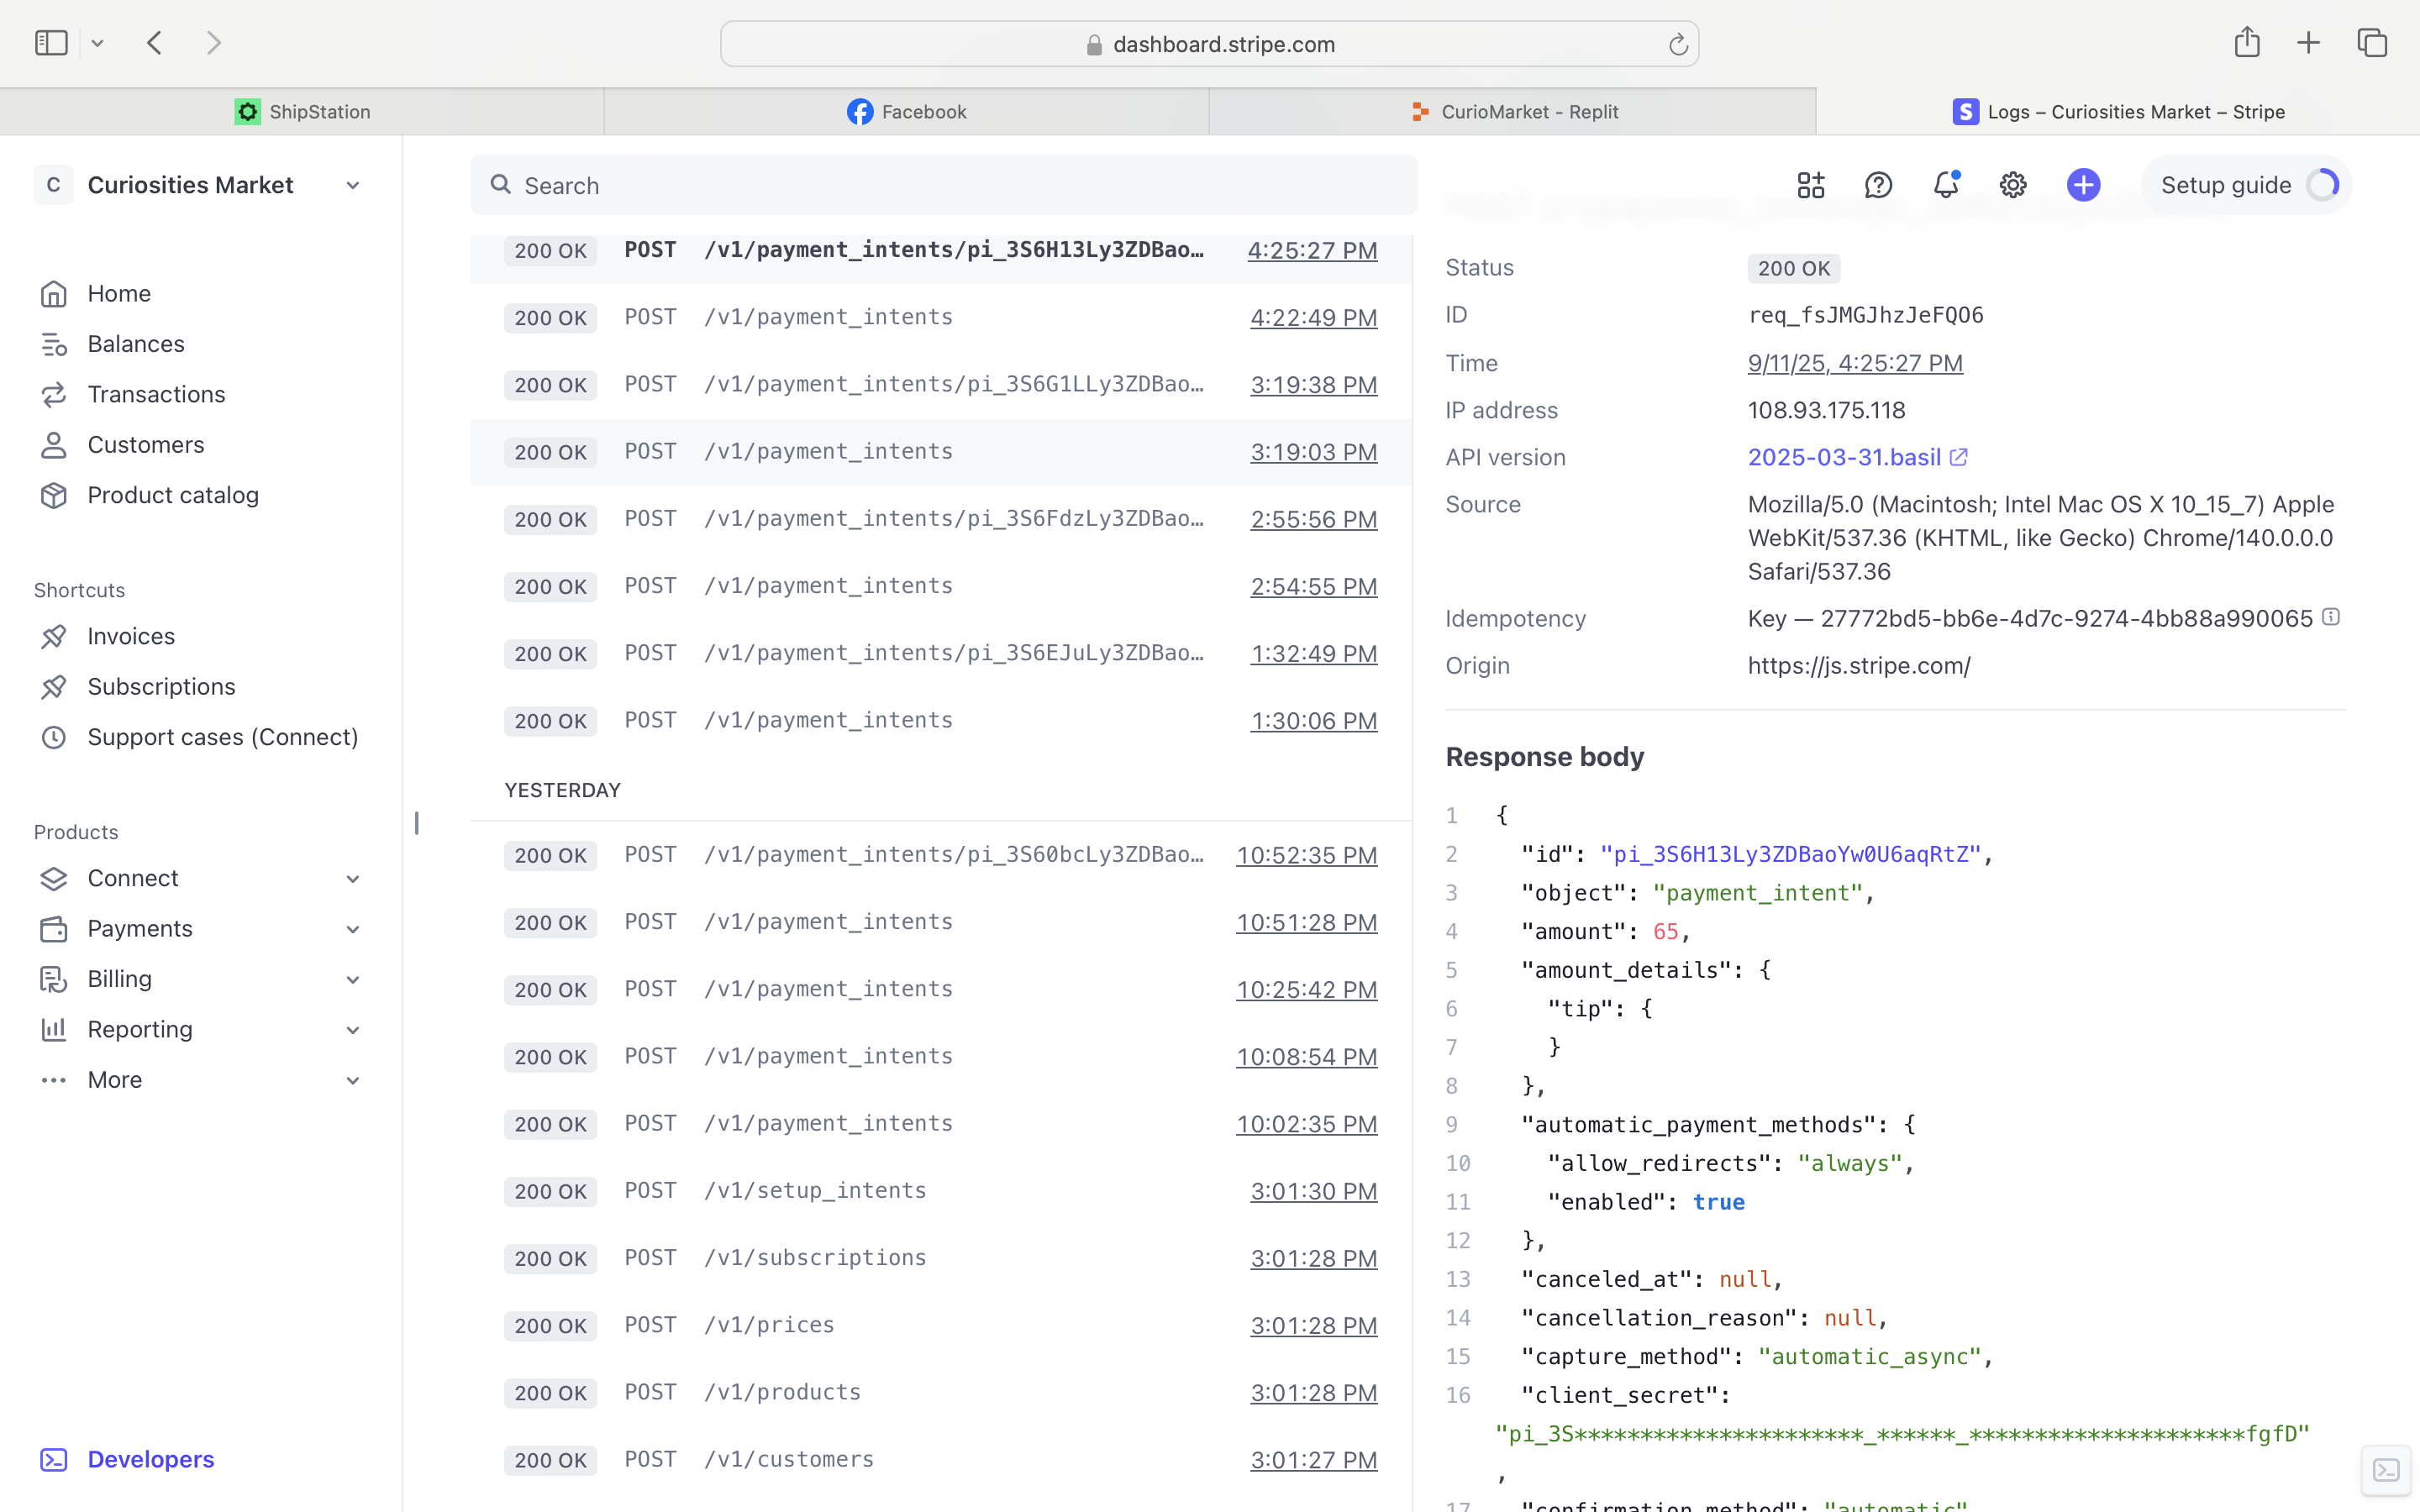 dashboard.stripe.com
ShipStation
Facebook
CurioMarket - Replit
S Logs – Curiosities Market – Stripe
C Curiosities Market
Home
Balances
Transactions
Customers
Product catalog
Shortcuts
Invoices
Subscriptions
Support cases (Connect)
Products
Connect
Payments
Billing
Reporting
More
Developers
Search
Setup guide
200 OK POST /v1/payment_intents/pi_3S6H13Ly3ZDBao… 4:25:27 PM
200 OK POST /v1/payment_intents 4:22:49 PM
200 OK POST /v1/payment_intents/pi_3S6G1LLy3ZDBao… 3:19:38 PM
200 OK POST /v1/payment_intents 3:19:03 PM
200 OK POST /v1/payment_intents/pi_3S6FdzLy3ZDBao… 2:55:56 PM
200 OK POST /v1/payment_intents 2:54:55 PM
200 OK POST /v1/payment_intents/pi_3S6EJuLy3ZDBao… 1:32:49 PM
200 OK POST /v1/payment_intents 1:30:06 PM
YESTERDAY
200 OK POST /v1/payment_intents/pi_3S60bcLy3ZDBao… 10:52:35 PM
200 OK POST /v1/payment_intents 10:51:28 PM
200 OK POST /v1/payment_intents 10:25:42 PM
200 OK POST /v1/payment_intents 10:08:54 PM
200 OK POST /v1/payment_intents 10:02:35 PM
200 OK POST /v1/setup_intents 3:01:30 PM
200 OK POST /v1/subscriptions 3:01:28 PM
200 OK POST /v1/prices 3:01:28 PM
200 OK POST /v1/products 3:01:28 PM
200 OK POST /v1/customers 3:01:27 PM
Status 200 OK
ID req_fsJMGJhzJeFQO6
Time 9/11/25, 4:25:27 PM
IP address 108.93.175.118
API version 2025-03-31.basil
Source Mozilla/5.0 (Macintosh; Intel Mac OS X 10_15_7) Apple
WebKit/537.36 (KHTML, like Gecko) Chrome/140.0.0.0
Safari/537.36
Idempotency Key — 27772bd5-bb6e-4d7c-9274-4bb88a990065
Origin https://js.stripe.com/
Response body
1 {
2 "id": "pi_3S6H13Ly3ZDBaoYw0U6aqRtZ",
3 "object": "payment_intent",
4 "amount": 65,
5 "amount_details": {
6 "tip": {
7 }
8 },
9 "automatic_payment_methods": {
10 "allow_redirects": "always",
11 "enabled": true
12 },
13 "canceled_at": null,
14 "cancellation_reason": null,
15 "capture_method": "automatic_async",
16 "client_secret":
"pi_3S**********************_******_*********************fgfD"
,
17 "confirmation_method": "automatic"